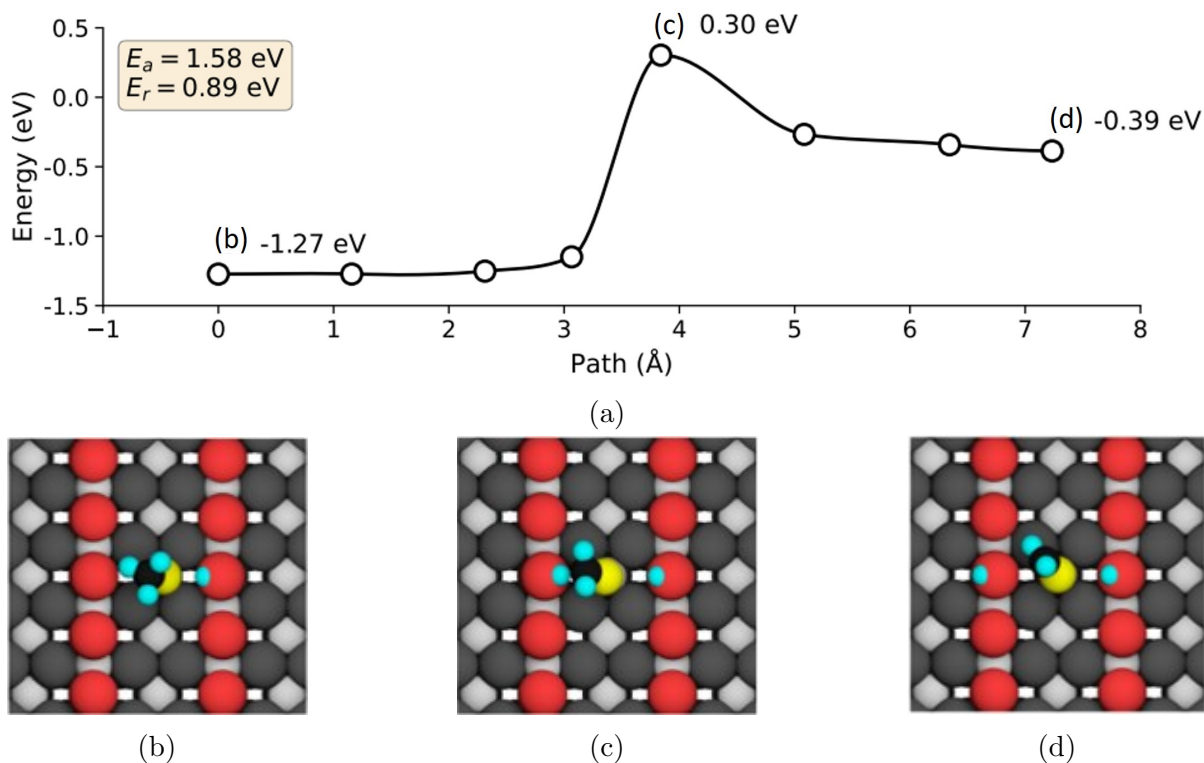 0.5
0.0
-0.5
-1.0
-1.5
Energy (eV)
Eₐ = 1.58 eV
Eᵣ = 0.89 eV
(c) 0.30 eV
(d) -0.39 eV
(b) -1.27 eV
−1 0 1 2 3 4 5 6 7 8
Path (Å)
(a)
(b) (c) (d)